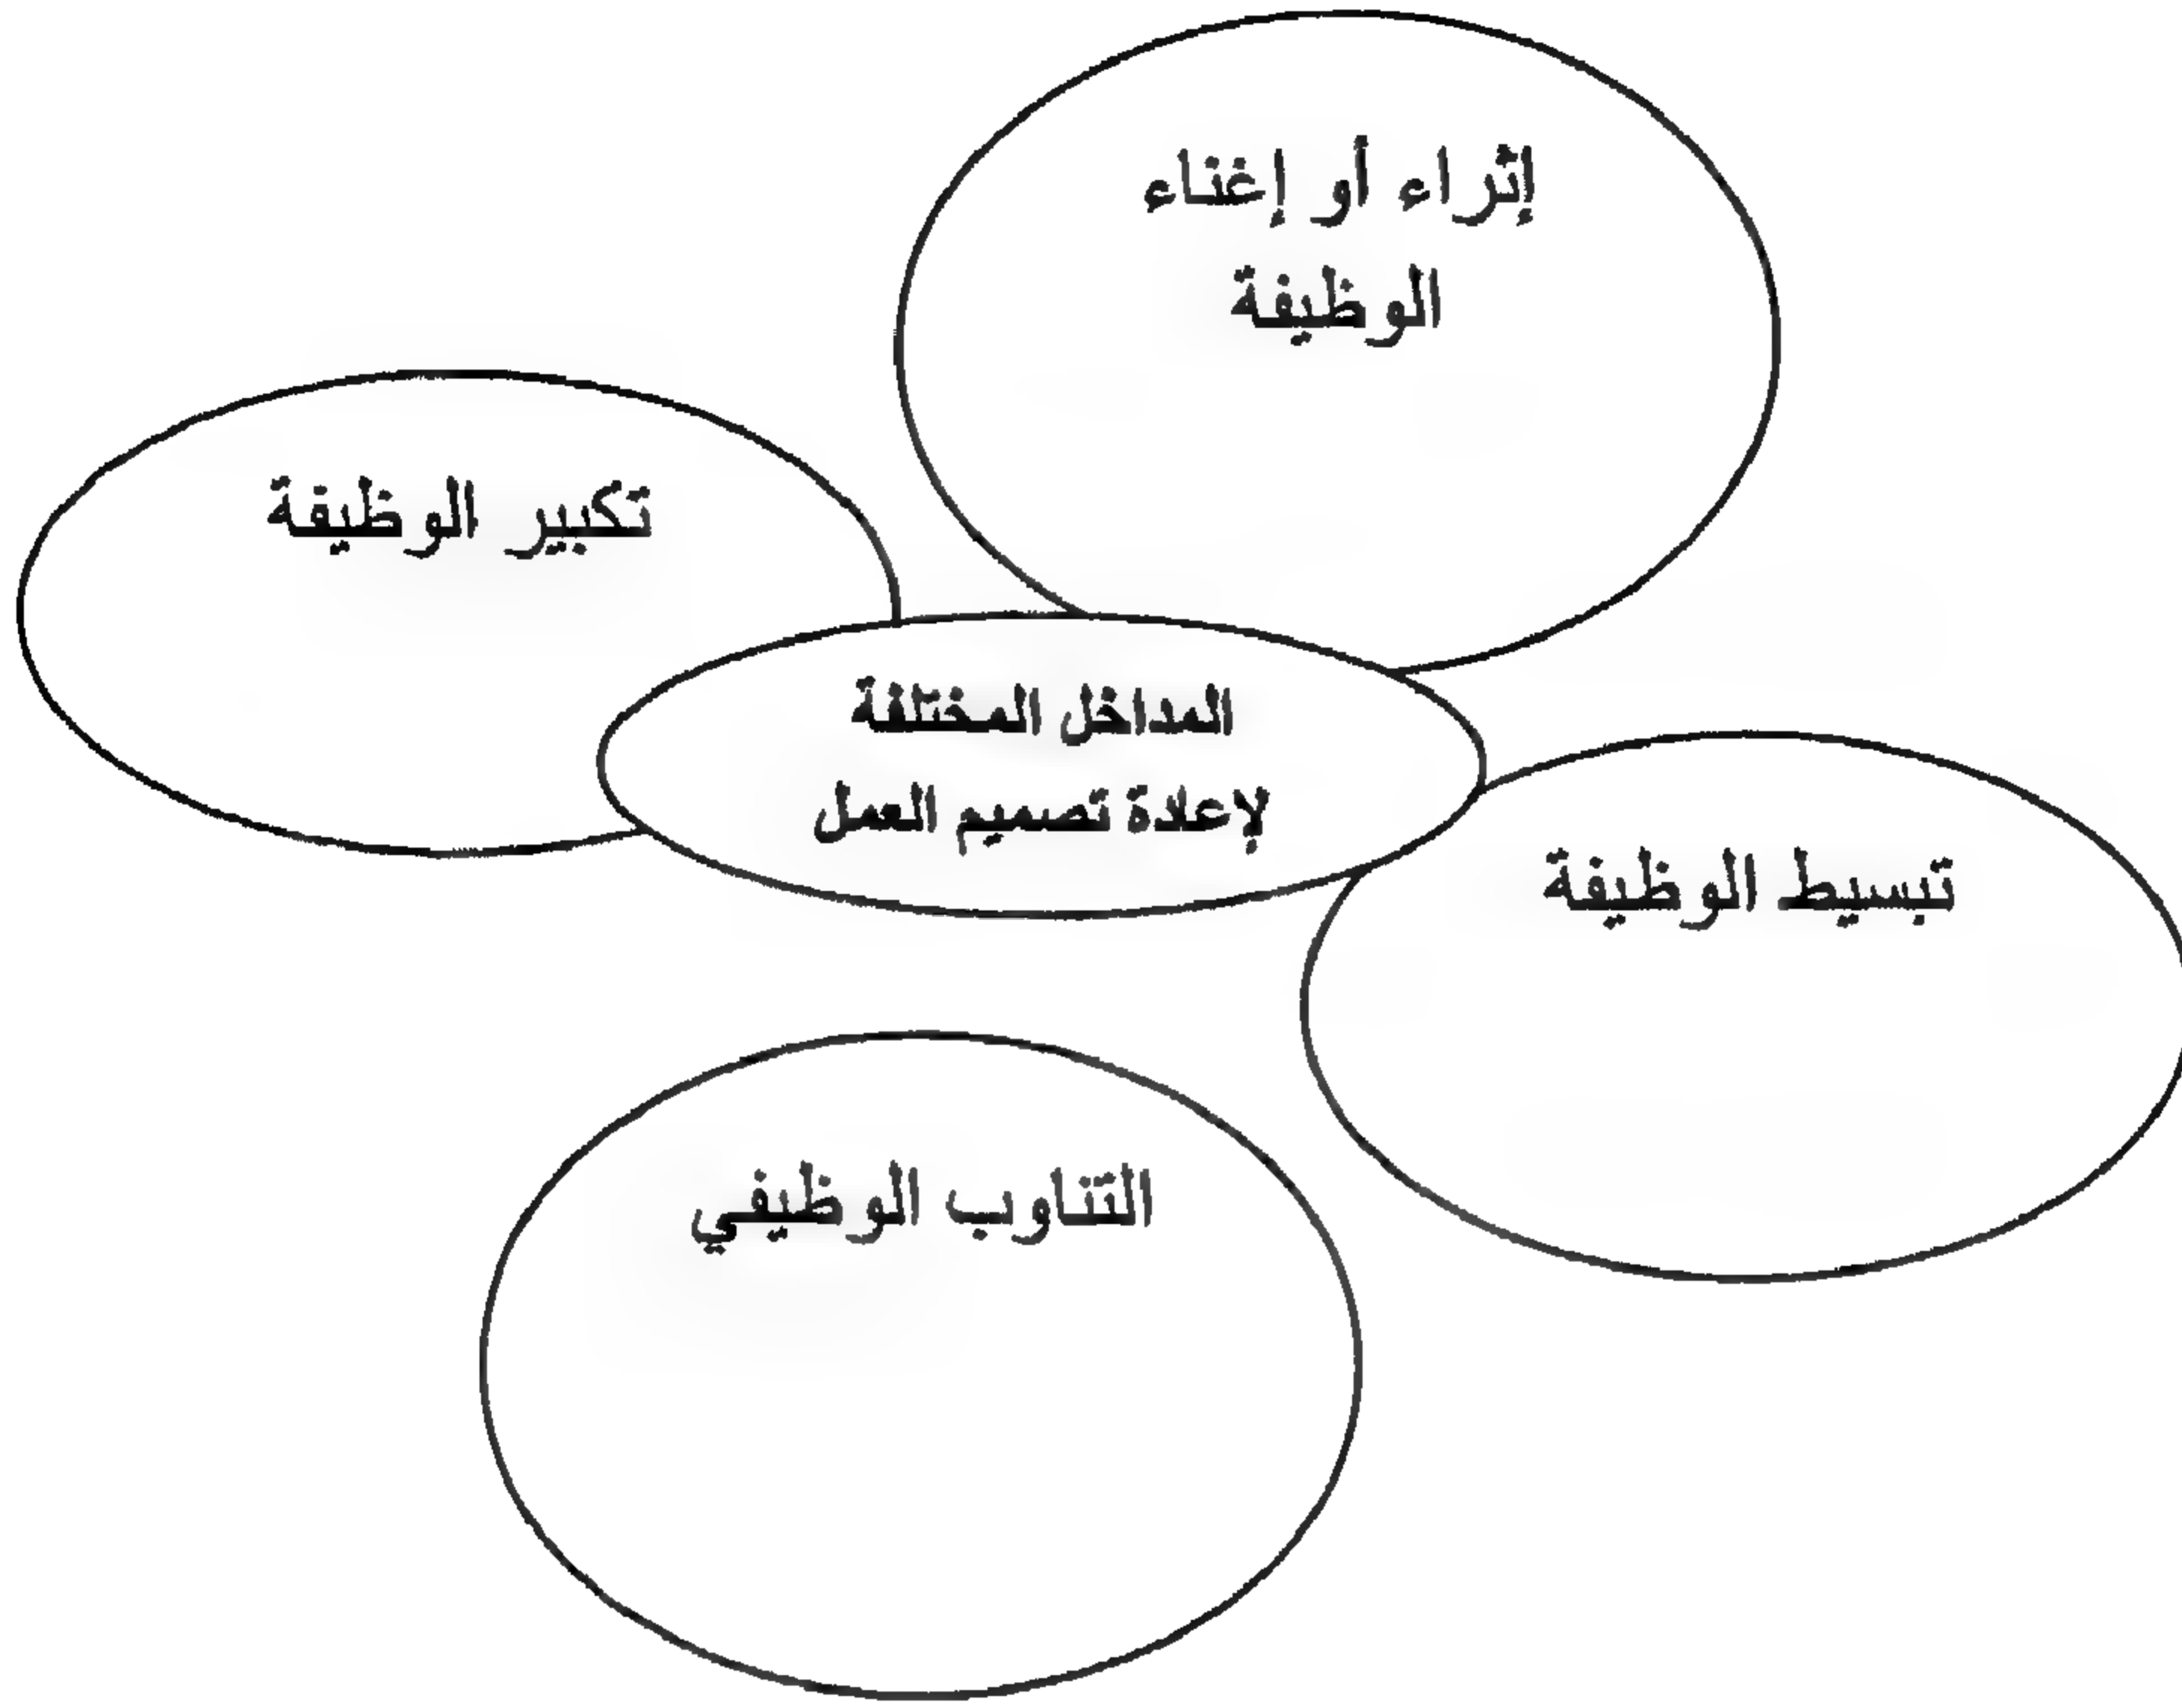 إثراء أو إغناء
الوظيفة
تكبير الوظيفة
المداخل المختلفة
لإعادة تصميم العمل
تبسيط الوظيفة
التناوب الوظيفي